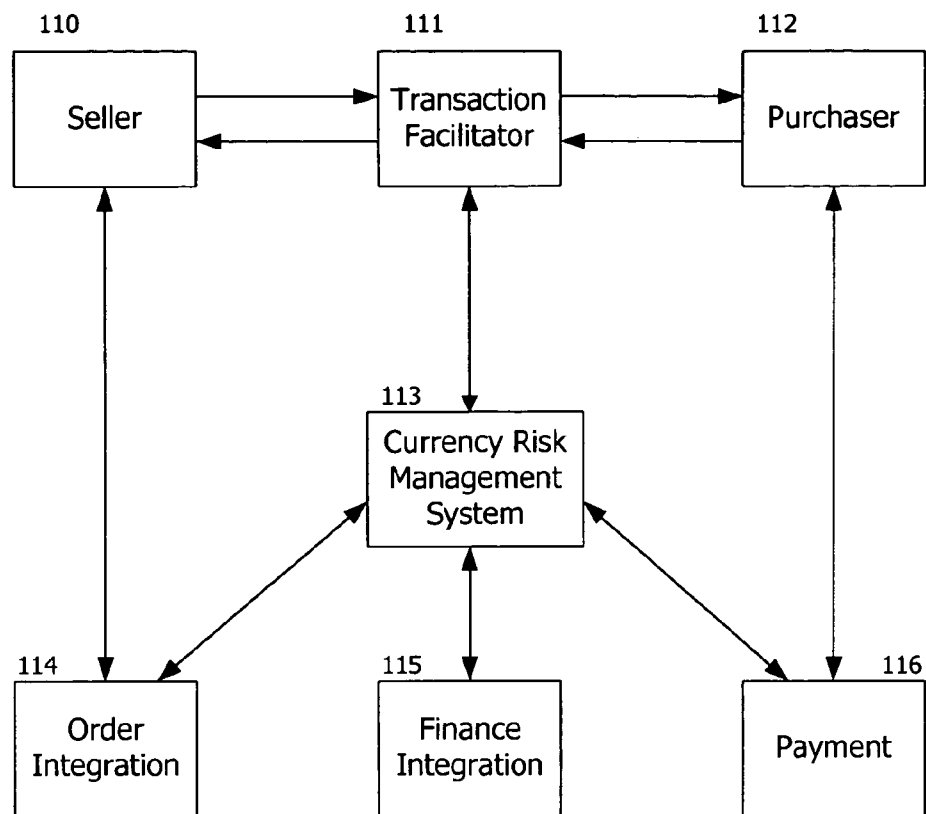 110
111
112
Seller
Transaction
Facilitator
Purchaser
113
Currency Risk
Management
System
114
115
116
Order
Integration
Finance
Integration
Payment